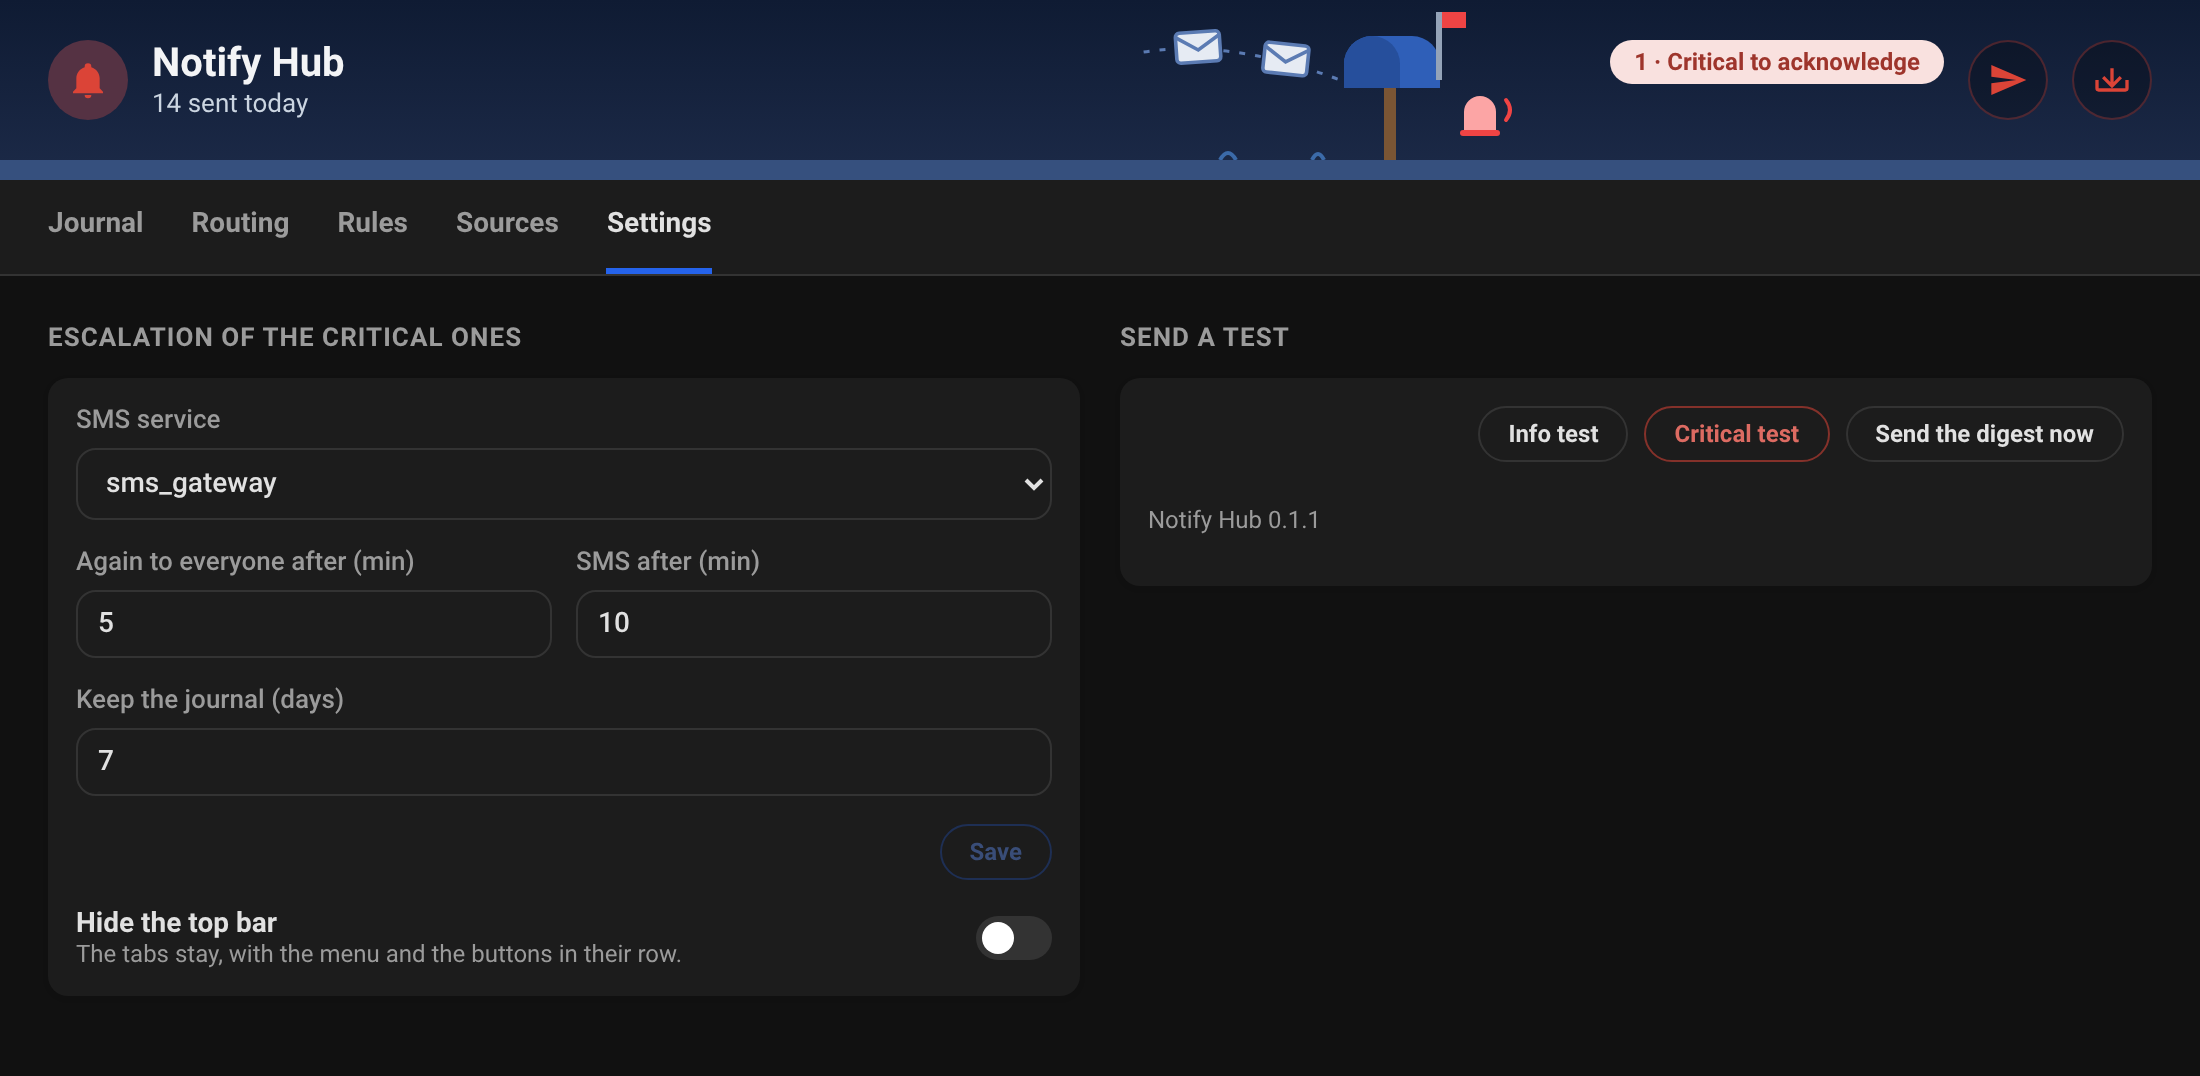 Notify Hub
14 sent today
1 · Critical to acknowledge
Journal
Routing
Rules
Sources
Settings
ESCALATION OF THE CRITICAL ONES
SMS service
sms_gateway
Again to everyone after (min)
SMS after (min)
5
10
Keep the journal (days)
7
Save
Hide the top bar
The tabs stay, with the menu and the buttons in their row.
SEND A TEST
Info test
Critical test
Send the digest now
Notify Hub 0.1.1